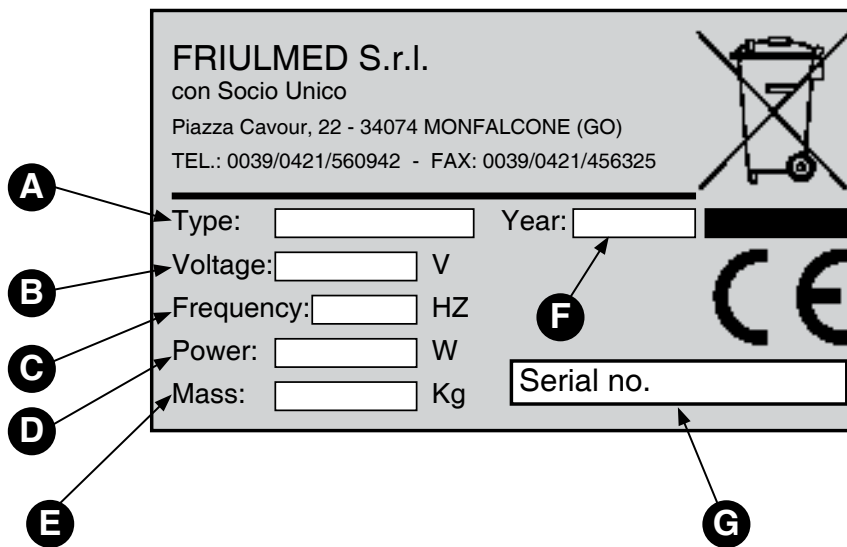 FRIULMED S.r.l.
con Socio Unico
Piazza Cavour, 22 - 34074 MONFALCONE (GO)
TEL.: 0039/0421/560942 - FAX: 0039/0421/456325
A
Type: Year:
B
Voltage: V
F
C
Frequency: HZ
CE
D
Power: W
E
Mass: Kg
Serial no.
G